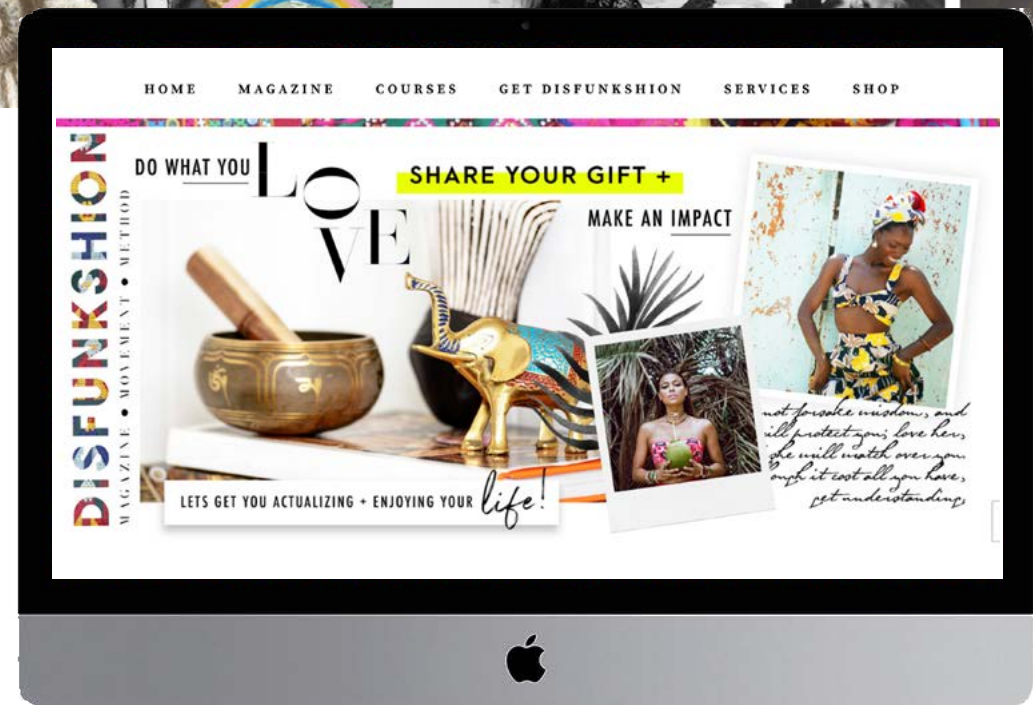 HOME MAGAZINE COURSES GET DISFUNKSHION SERVICES SHOP
DISFUNKSHION
MAGAZINE • MOVEMENT • METHOD
DO WHAT YOU LOVE
SHARE YOUR GIFT +
MAKE AN IMPACT
not forsake wisdom, and
ill protect you; love her,
she will watch over you.
ough it cost all you have,
get understanding.
LETS GET YOU ACTUALIZING + ENJOYING YOUR life!